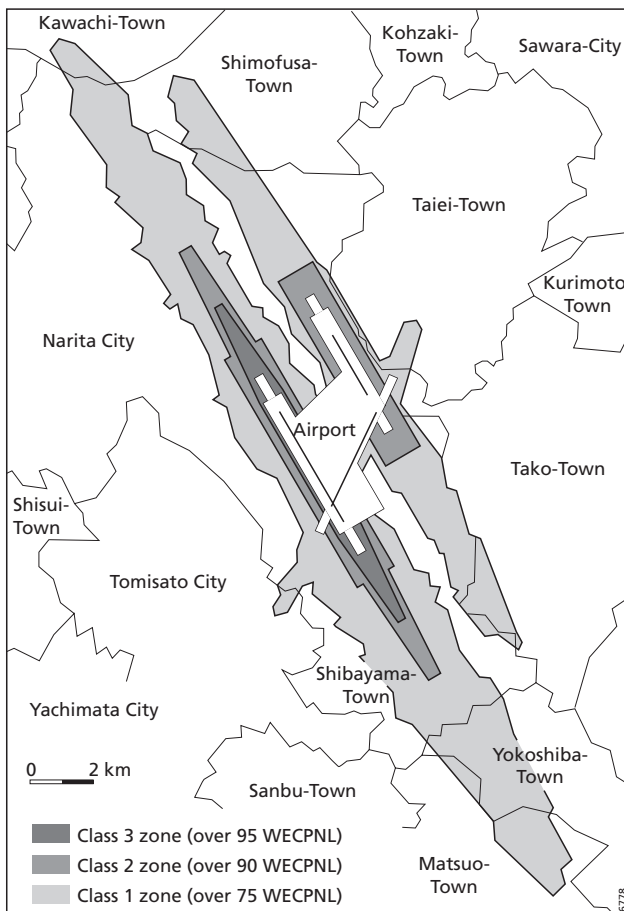 Kawachi-Town
Kohzaki-
Town
Sawara-City
Shimofusa-
Town
Taiei-Town
Kurimoto
Town
Narita City
Airport
Tako-Town
Shisui-
Town
Tomisato City
Shibayama-
Town
Yachimata City
Yokoshiba-
Town
0 2 km
Sanbu-Town
Matsuo-
Town
Class 3 zone (over 95 WECPNL)
Class 2 zone (over 90 WECPNL)
Class 1 zone (over 75 WECPNL)
6778